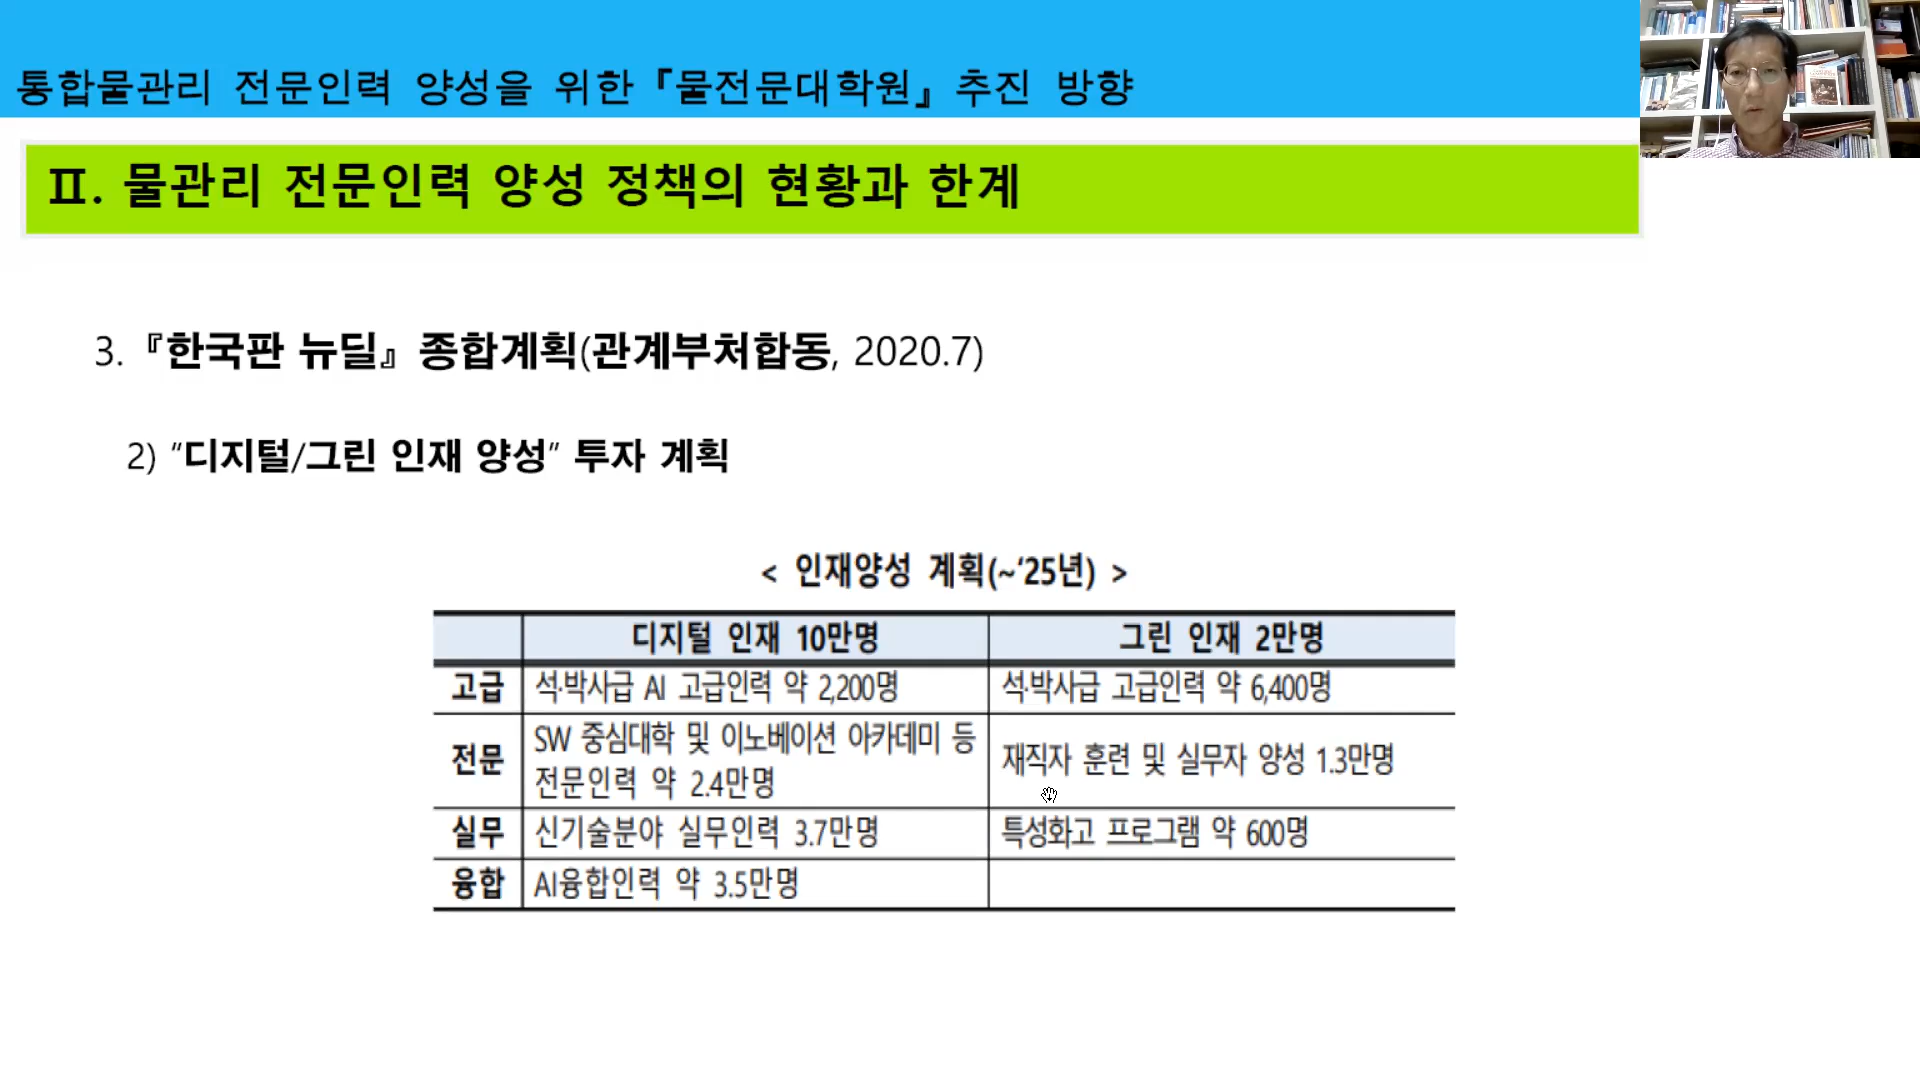 통합물관리 전문인력 양성을 위한『물전문대학원』추진 방향
Ⅱ. 물관리 전문인력 양성 정책의 현황과 한계
3.『한국판 뉴딜』종합계획(관계부처합동, 2020.7)
2) “디지털/그린 인재 양성” 투자 계획
< 인재양성 계획(~‘25년) >
디지털 인재 10만명 그린 인재 2만명
고급 석·박사급 AI 고급인력 약 2,200명 석·박사급 고급인력 약 6,400명
전문 SW 중심대학 및 이노베이션 아카데미 등
전문인력 약 2.4만명 재직자 훈련 및 실무자 양성 1.3만명
실무 신기술분야 실무인력 3.7만명 특성화고 프로그램 약 600명
융합 AI융합인력 약 3.5만명